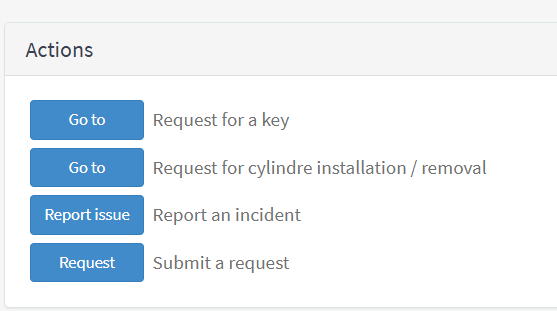 Actions
Go to Request for a key
Go to Request for cylindre installation / removal
Report issue Report an incident
Request Submit a request